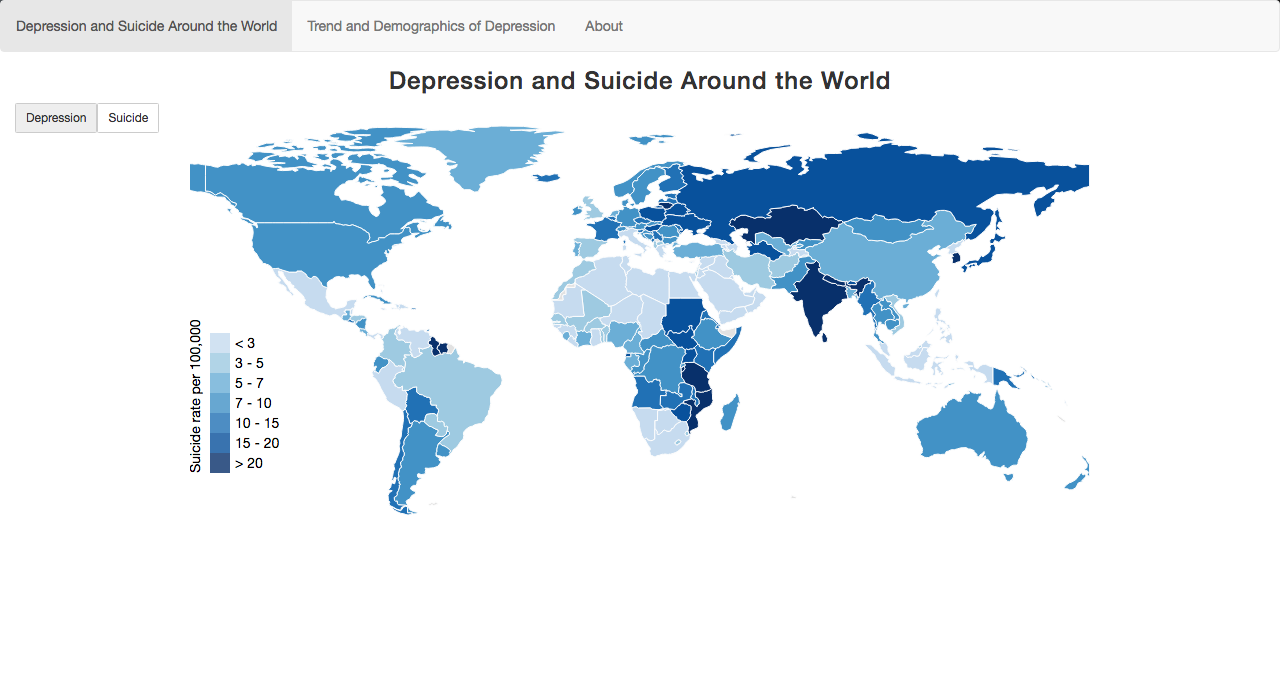 Depression and Suicide Around the World
Trend and Demographics of Depression
About
Depression and Suicide Around the World
Depression
Suicide
Suicide rate per 100,000
< 3
3 - 5
5 - 7
7 - 10
10 - 15
15 - 20
> 20